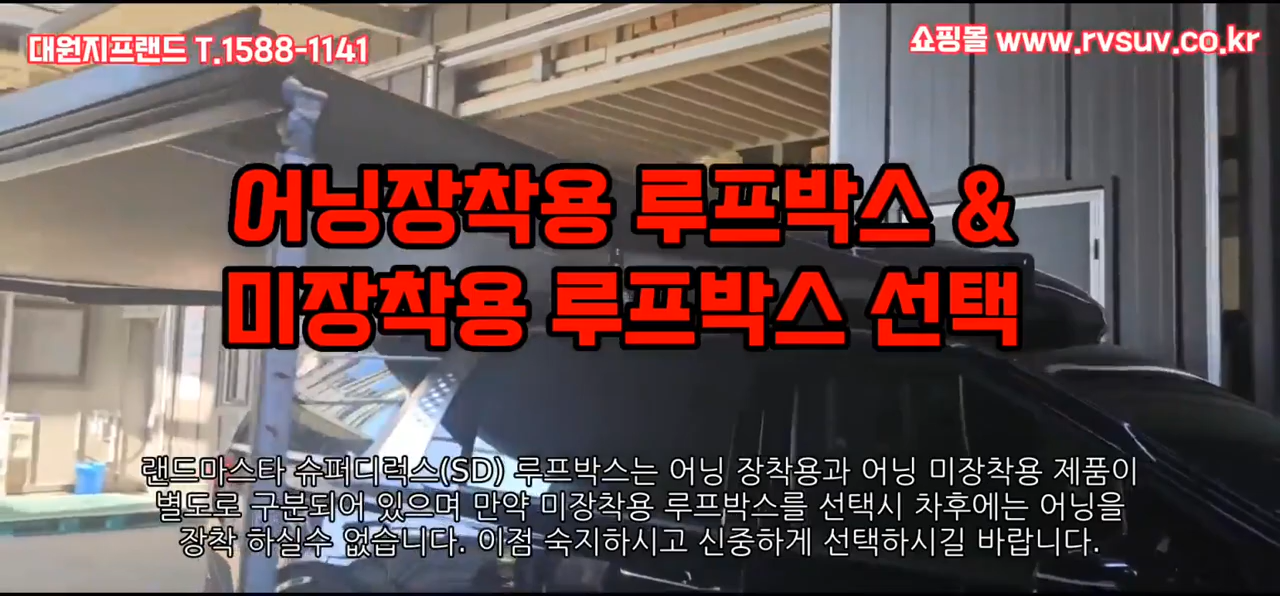 대원지프랜드 T.1588-1141
쇼핑몰 www.rvsuv.co.kr
어닝장착용 루프박스 &
미장착용 루프박스 선택
랜드마스타 슈퍼디럭스(SD) 루프박스는 어닝 장착용과 어닝 미장착용 제품이
별도로 구분되어 있으며 만약 미장착용 루프박스를 선택시 차후에는 어닝을
장착 하실수 없습니다. 이점 숙지하시고 신중하게 선택하시길 바랍니다.